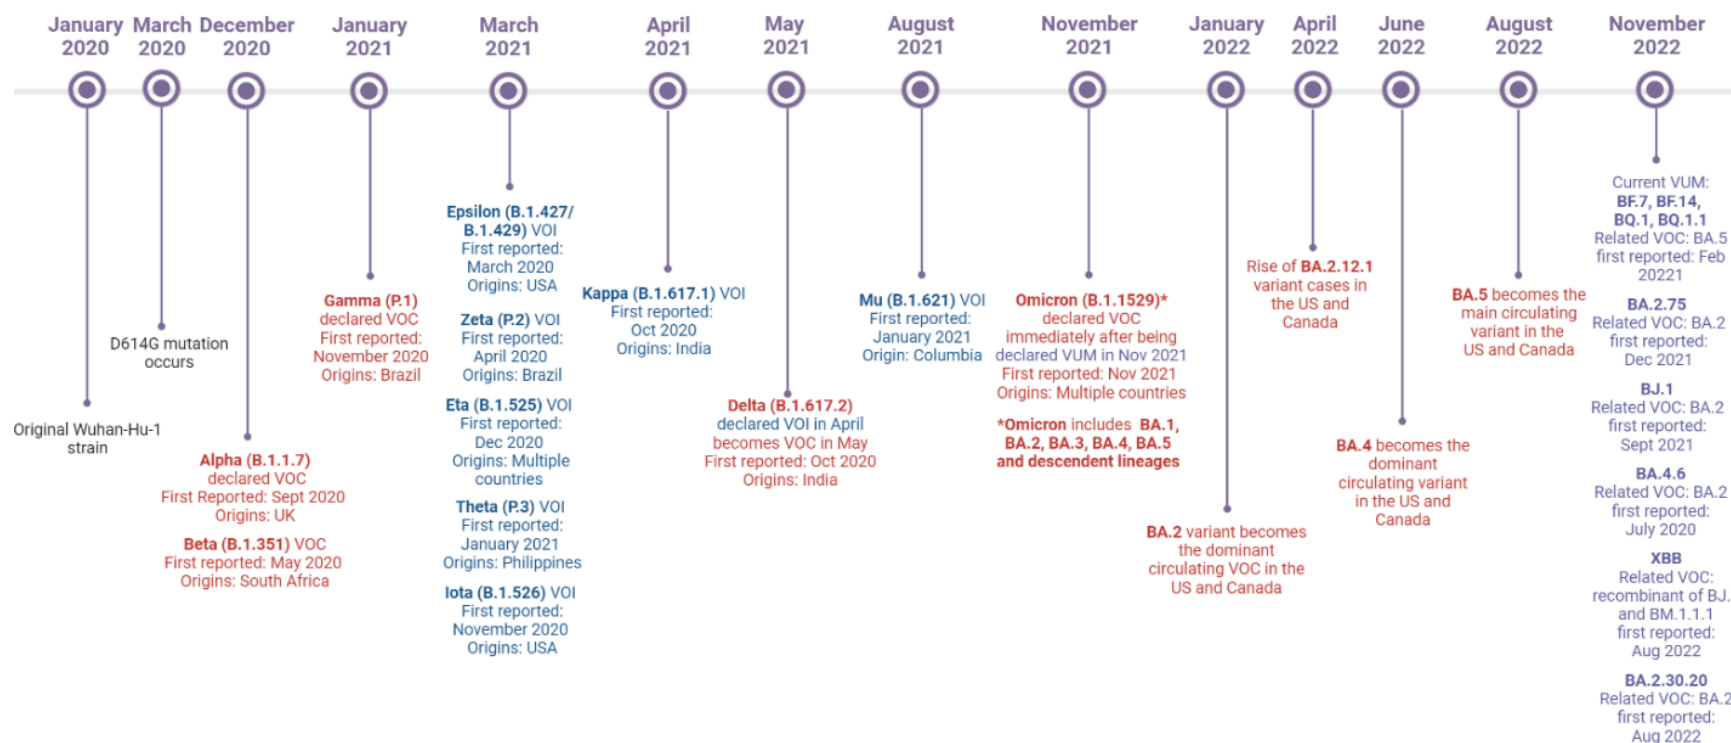 January
2020
March
2020
December
2020
January
2021
March
2021
April
2021
May
2021
August
2021
November
2021
January
2022
April
2022
June
2022
August
2022
November
2022
Original Wuhan-Hu-1
strain
D614G mutation
occurs
Alpha (B.1.1.7)
declared VOC
First Reported: Sept 2020
Origins: UK
Beta (B.1.351) VOC
First reported: May 2020
Origins: South Africa
Gamma (P.1)
declared VOC
First reported:
November 2020
Origins: Brazil
Epsilon (B.1.427/
B.1.429) VOI
First reported:
March 2020
Origins: USA
Zeta (P.2) VOI
First reported:
April 2020
Origins: Brazil
Eta (B.1.525) VOI
First reported:
Dec 2020
Origins: Multiple
countries
Theta (P.3) VOI
First reported:
January 2021
Origins: Philippines
Iota (B.1.526) VOI
First reported:
November 2020
Origins: USA
Kappa (B.1.617.1) VOI
First reported:
Oct 2020
Origins: India
Delta (B.1.617.2)
declared VOI in April
becomes VOC in May
First reported: Oct 2020
Origins: India
Mu (B.1.621) VOI
First reported:
January 2021
Origin: Columbia
Omicron (B.1.1529)*
declared VOC
immediately after being
declared VUM in Nov 2021
First reported: Nov 2021
Origins: Multiple countries
*Omicron includes BA.1,
BA.2, BA.3, BA.4, BA.5
and descendent lineages
BA.2 variant becomes
the dominant
circulating VOC in the
US and Canada
Rise of BA.2.12.1
variant cases in
the US and
Canada
BA.4 becomes the
dominant
circulating variant
in the US and
Canada
BA.5 becomes the
main circulating
variant in the
US and Canada
Current VUM:
BF.7, BF.14,
BQ.1, BQ.1.1
Related VOC: BA.5
first reported: Feb
20221
BA.2.75
Related VOC: BA.2
first reported:
Dec 2021
BJ.1
Related VOC: BA.2
first reported:
Sept 2021
BA.4.6
Related VOC: BA.2
first reported:
July 2020
XBB
Related VOC:
recombinant of BJ.
and BM.1.1.1
first reported:
Aug 2022
BA.2.30.20
Related VOC: BA.2
first reported:
Aug 2022